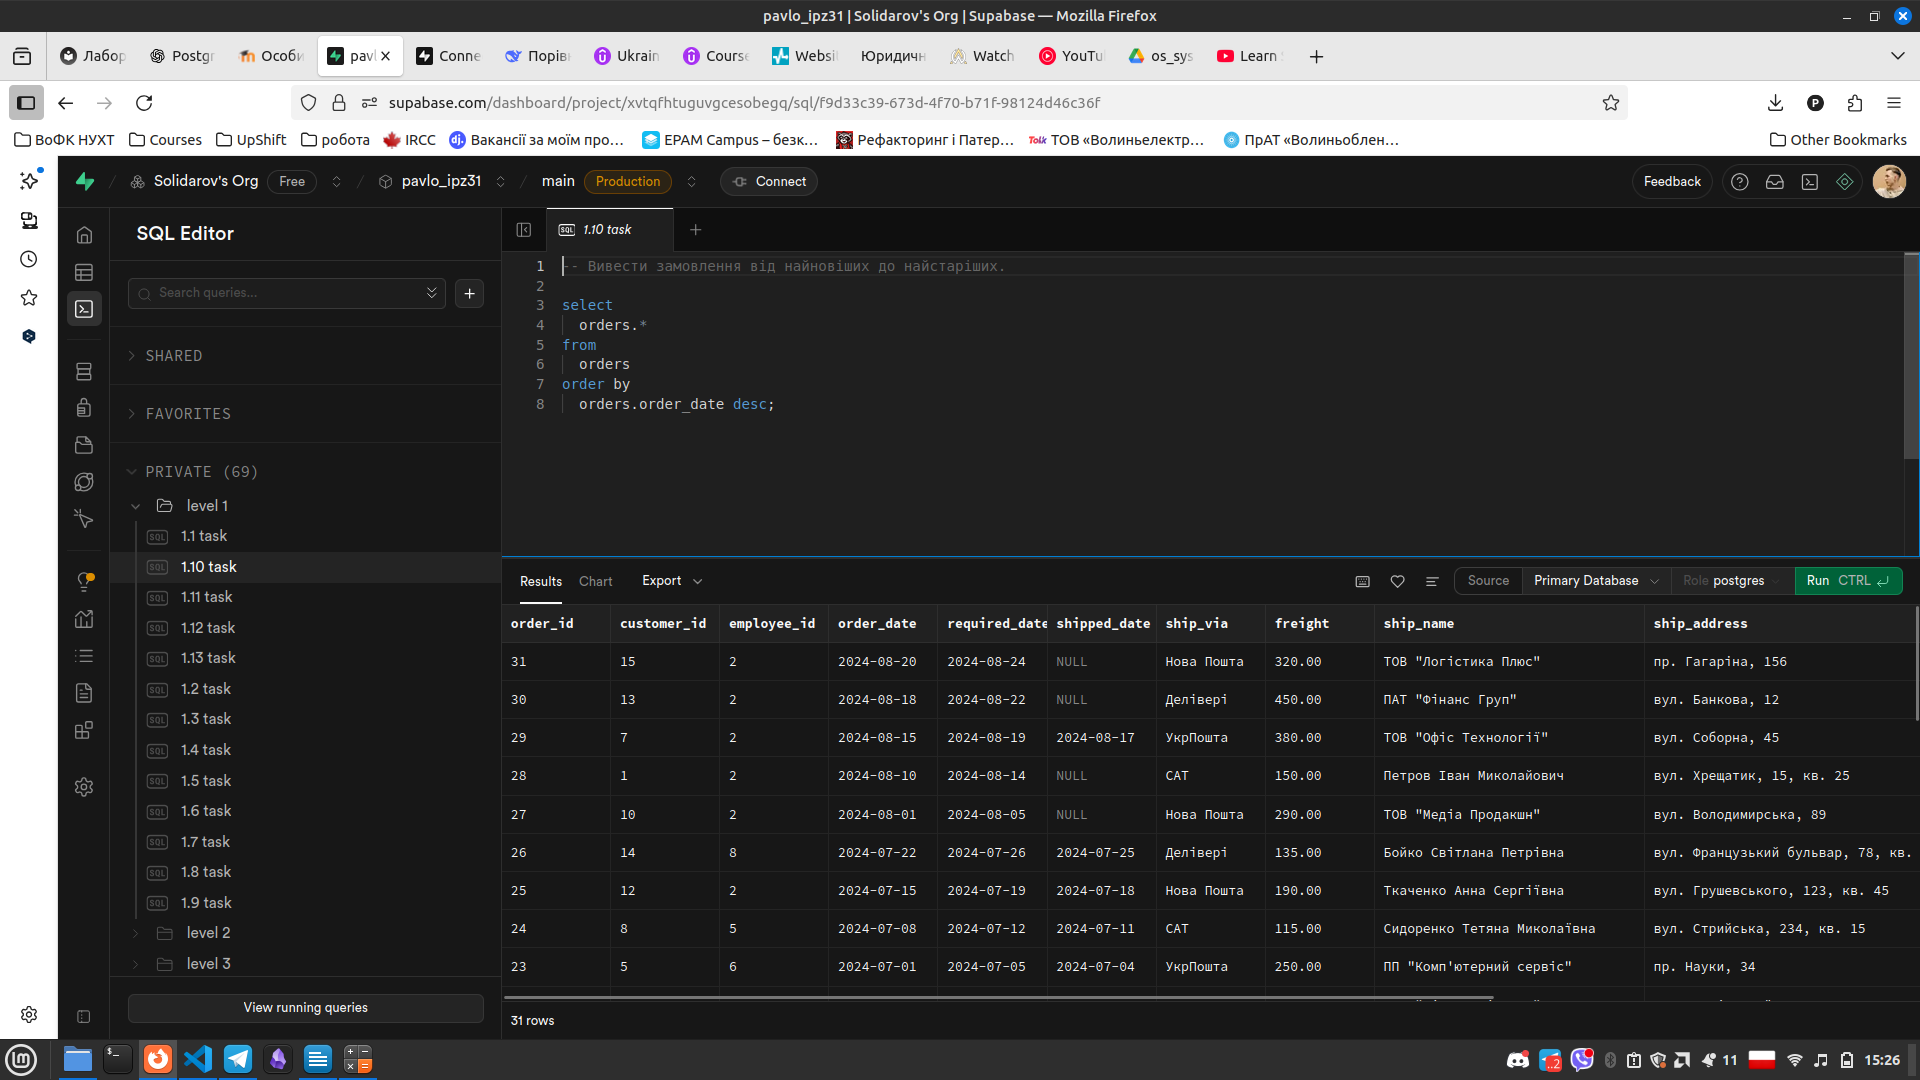 pavlo_ipz31 | Solidarov's Org | Supabase — Mozilla Firefox
Лабор
Postgr
Особи
pavl
Conne
Порів
Ukrain
Course
Websit
Юридичн
Watch
YouTu
os_sys
Learn
supabase.com/dashboard/project/xvtqfhtuguvgcesobegq/sql/f9d33c39-673d-4f70-b71f-98124d46c36f
ВоФК НУХТ
Courses
UpShift
робота
IRCC
Вакансії за моїм про…
EPAM Campus – безк…
Рефакторинг і Патер…
ТОВ «Волиньелектр…
ПрАТ «Волиньоблен…
Other Bookmarks
Solidarov's Org Free
pavlo_ipz31
main Production
Connect
Feedback
SQL Editor
Search queries...
SHARED
FAVORITES
PRIVATE (69)
level 1
SQL 1.1 task
SQL 1.10 task
SQL 1.11 task
SQL 1.12 task
SQL 1.13 task
SQL 1.2 task
SQL 1.3 task
SQL 1.4 task
SQL 1.5 task
SQL 1.6 task
SQL 1.7 task
SQL 1.8 task
SQL 1.9 task
level 2
level 3
View running queries
SQL 1.10 task
1 -- Вивести замовлення від найновіших до найстаріших.
2
3 select
4 orders.*
5 from
6 orders
7 order by
8 orders.order_date desc;
Results Chart Export
Source Primary Database Role postgres Run CTRL
order_id customer_id employee_id order_date required_date shipped_date ship_via freight ship_name ship_address
31 15 2 2024-08-20 2024-08-24 NULL Нова Пошта 320.00 ТОВ "Логістика Плюс" пр. Гагаріна, 156
30 13 2 2024-08-18 2024-08-22 NULL Делівері 450.00 ПАТ "Фінанс Груп" вул. Банкова, 12
29 7 2 2024-08-15 2024-08-19 2024-08-17 УкрПошта 380.00 ТОВ "Офіс Технології" вул. Соборна, 45
28 1 2 2024-08-10 2024-08-14 NULL САТ 150.00 Петров Іван Миколайович вул. Хрещатик, 15, кв. 25
27 10 2 2024-08-01 2024-08-05 NULL Нова Пошта 290.00 ТОВ "Медіа Продакшн" вул. Володимирська, 89
26 14 8 2024-07-22 2024-07-26 2024-07-25 Делівері 135.00 Бойко Світлана Петрівна вул. Французький бульвар, 78, кв.
25 12 2 2024-07-15 2024-07-19 2024-07-18 Нова Пошта 190.00 Ткаченко Анна Сергіївна вул. Грушевського, 123, кв. 45
24 8 5 2024-07-08 2024-07-12 2024-07-11 САТ 115.00 Сидоренко Тетяна Миколаївна вул. Стрийська, 234, кв. 15
23 5 6 2024-07-01 2024-07-05 2024-07-04 УкрПошта 250.00 ПП "Комп'ютерний сервіс" пр. Науки, 34
31 rows
11
15:26